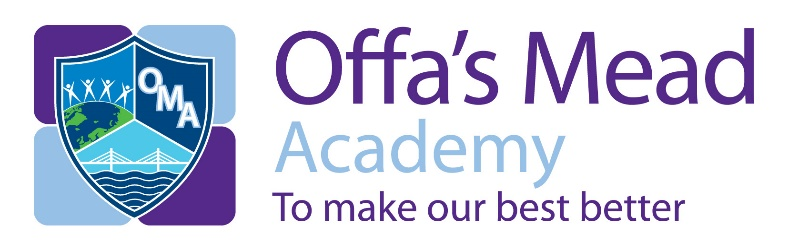 OMA
Offa's Mead
Academy
To make our best better